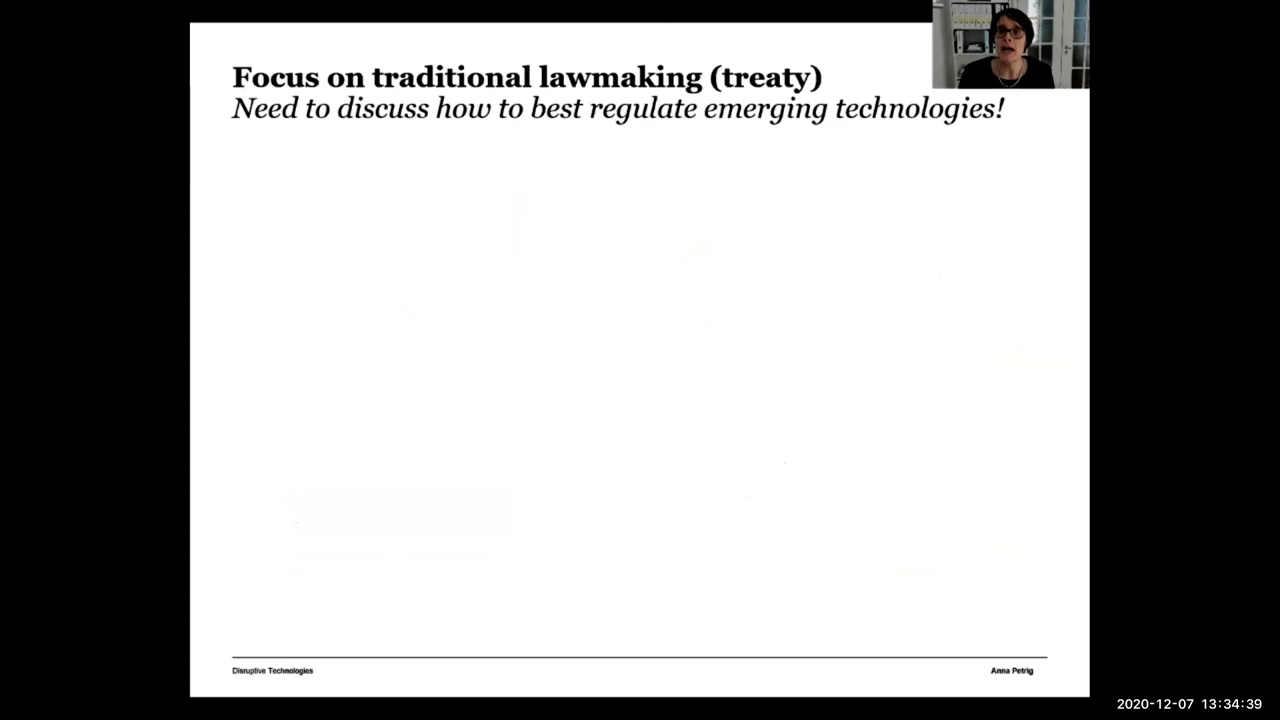 Focus on traditional lawmaking (treaty)
Need to discuss how to best regulate emerging technologies!
Disruptive Technologies
Anna Petrig
2020-12-07 13:34:39